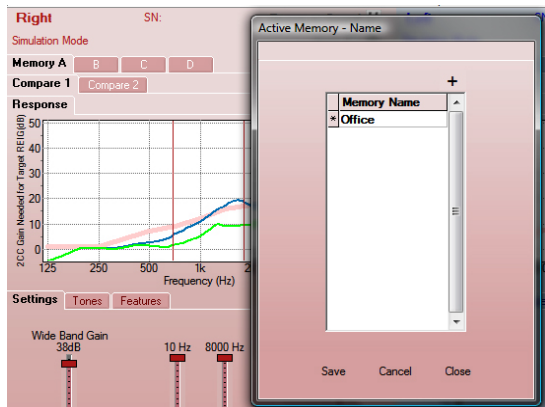 Right SN:
Simulation Mode
Memory A B C D
Compare 1 Compare 2
Response
2CC Gain Needed for Target REIG(dB)
50
40
30
20
10
0
125 250 500 1k 2
Frequency (Hz)
Settings Tones Features
Wide Band Gain
38dB 10 Hz 8000 Hz
Active Memory - Name
+
Memory Name
* Office
Save Cancel Close